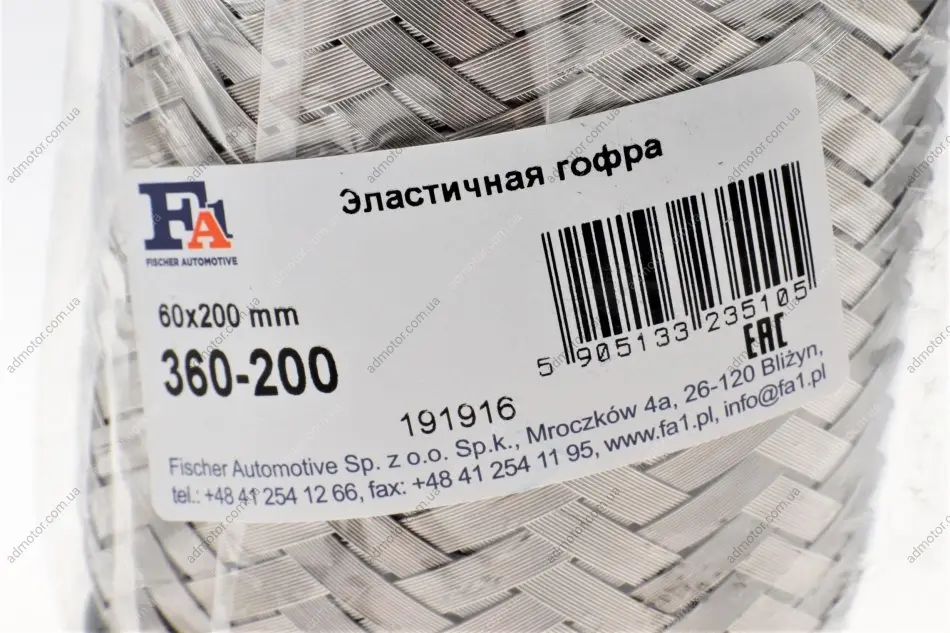 Эластичная гофра
FA1
FISCHER AUTOMOTIVE
60x200 mm
360-200
5 905133 235105
EAC
191916
Fischer Automotive Sp. z o.o. Sp.k., Mroczków 4a, 26-120 Bliżyn,
tel.: +48 41 254 12 66, fax: +48 41 254 11 95, www.fa1.pl, info@fa1.pl
admotor.com.ua